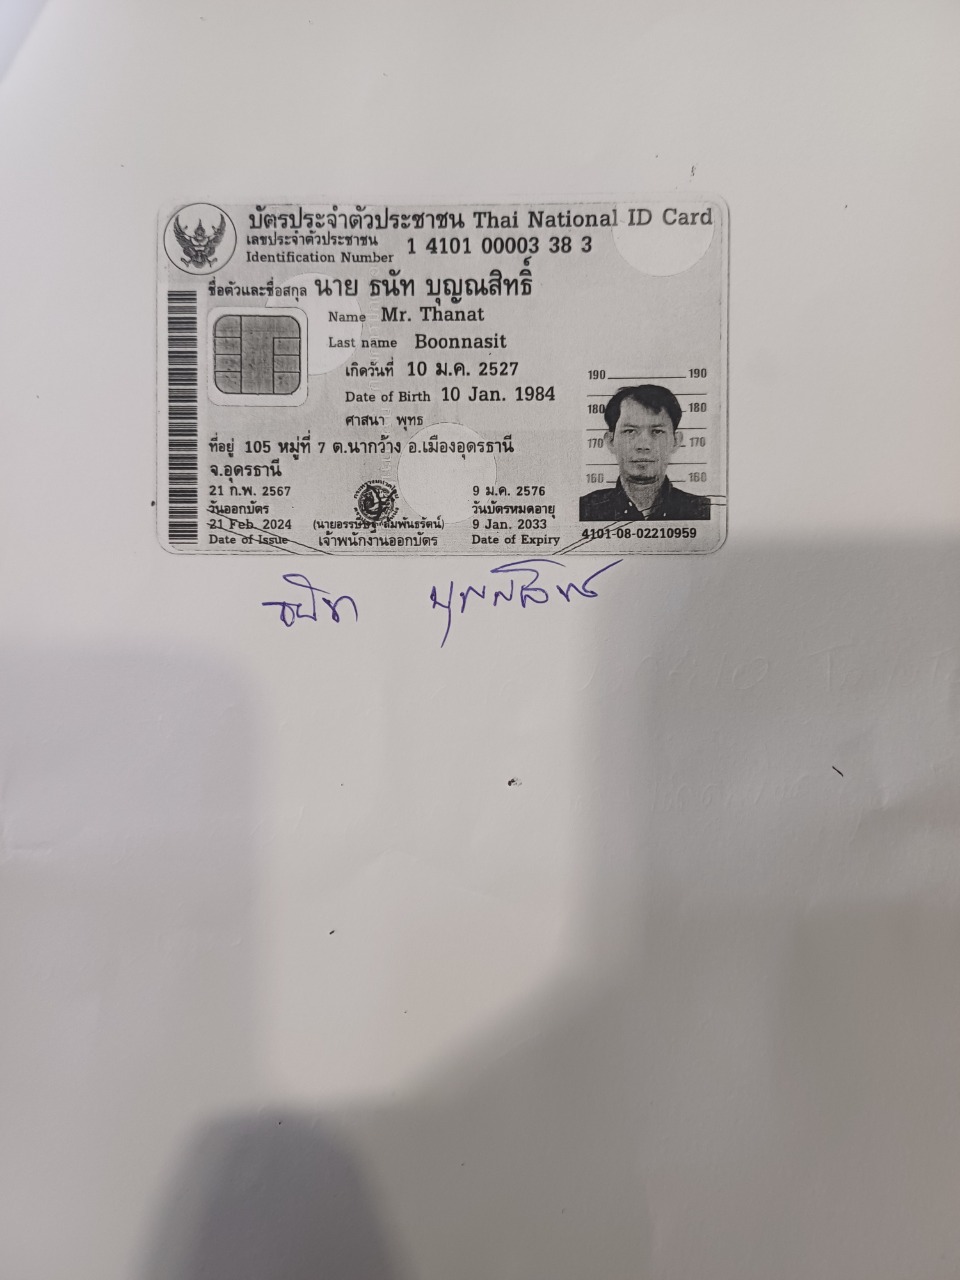 บัตรประจำตัวประชาชน Thai National ID Card
เลขประจำตัวประชาชน
Identification Number 1 4101 00003 38 3
ชื่อตัวและชื่อสกุล นาย ธนัท บุญณสิทธิ์
Name Mr. Thanat
Last name Boonnasit
เกิดวันที่ 10 ม.ค. 2527
Date of Birth 10 Jan. 1984
ศาสนา พุทธ
ที่อยู่ 105 หมู่ที่ 7 ต.นากว้าง อ.เมืองอุดรธานี
จ.อุดรธานี
190 190
180 180
170 170
160 160
21 ก.พ. 2567
วันออกบัตร
21 Feb. 2024
Date of Issue
เจ้าพนักงานออกบัตร
9 ม.ค. 2576
วันบัตรหมดอายุ
9 Jan. 2033
Date of Expiry
4101-08-02210959